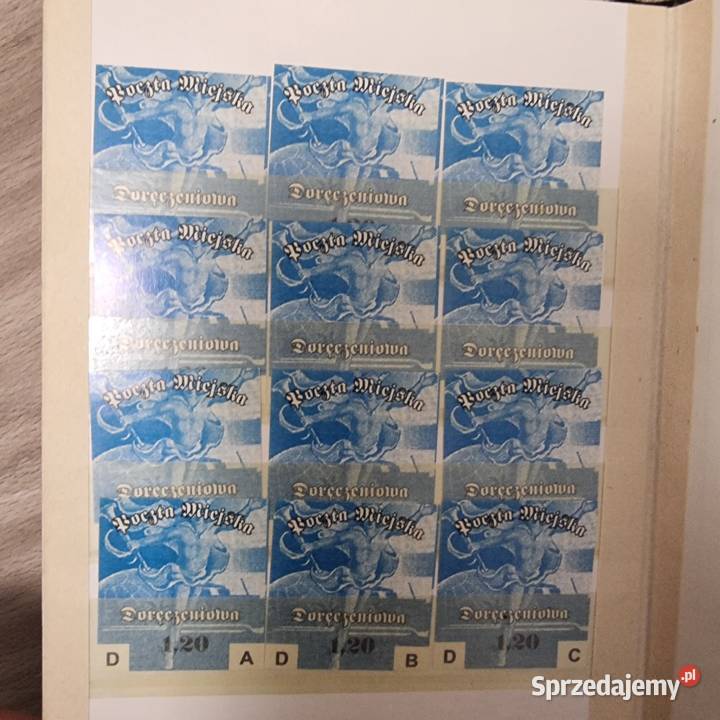 Poczta Miejska Poczta Miejska Poczta Miejska
Doręczeniowa Doręczeniowa Doręczeniowa
Poczta Miejska Poczta Miejska Poczta Miejska
Doręczeniowa Doręczeniowa Doręczeniowa
Poczta Miejska Poczta Miejska Poczta Miejska
Doręczeniowa Doręczeniowa Doręczeniowa
Poczta Miejska Poczta Miejska Poczta Miejska
Doręczeniowa Doręczeniowa Doręczeniowa
1,20 1,20 1,20
D A D B D C
Sprzedajemy.pl